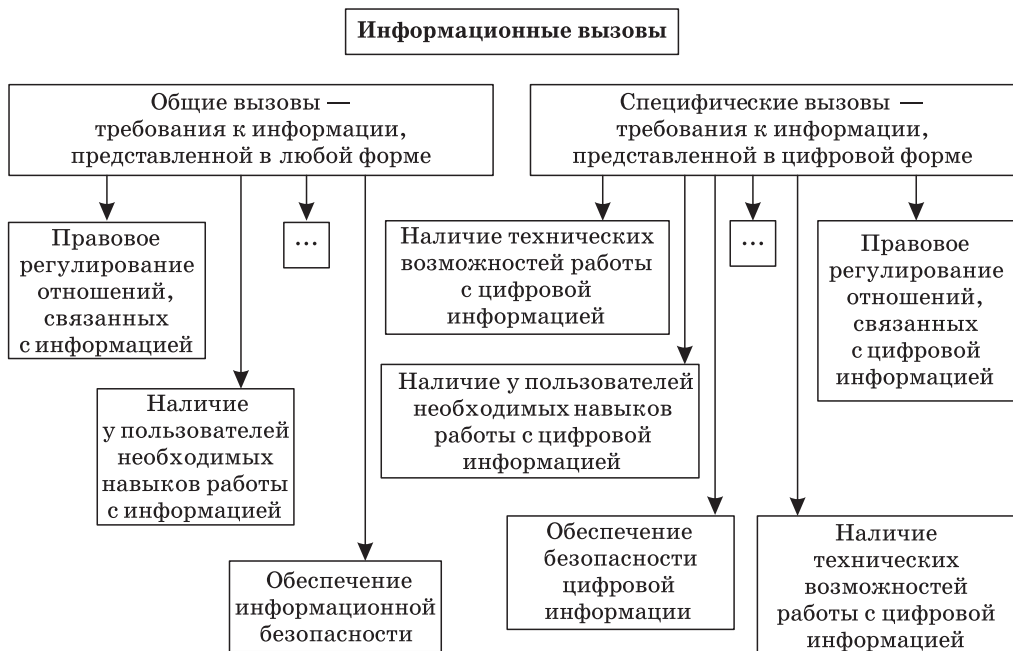 Информационные вызовы
Общие вызовы —
требования к информации,
представленной в любой форме
Специфические вызовы —
требования к информации,
представленной в цифровой форме
Правовое
регулирование
отношений,
связанных
с информацией
...
Наличие технических
возможностей работы
с цифровой
информацией
...
Правовое
регулирование
отношений,
связанных
с цифровой
информацией
Наличие
у пользователей
необходимых
навыков работы
с информацией
Наличие у пользователей
необходимых навыков
работы с цифровой
информацией
Обеспечение
информационной
безопасности
Обеспечение
безопасности
цифровой
информации
Наличие
технических
возможностей
работы с цифровой
информацией